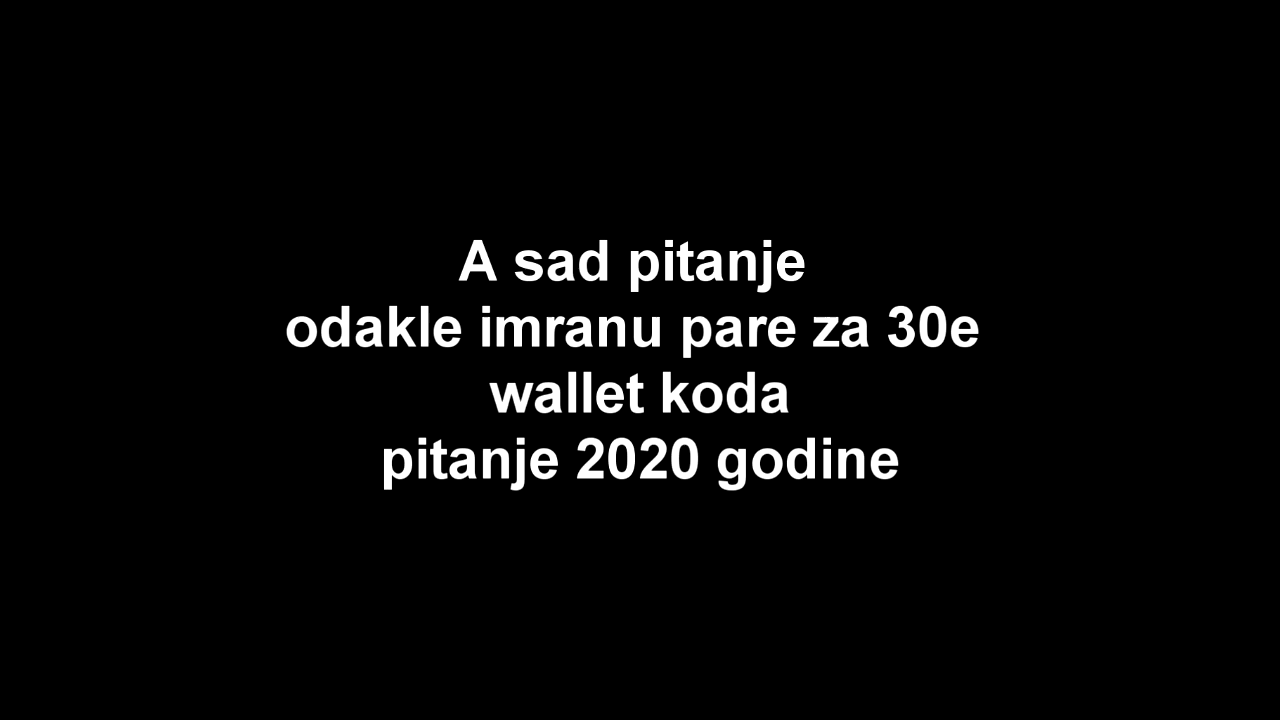 A sad pitanje
odakle imranu pare za 30e
wallet koda
pitanje 2020 godine